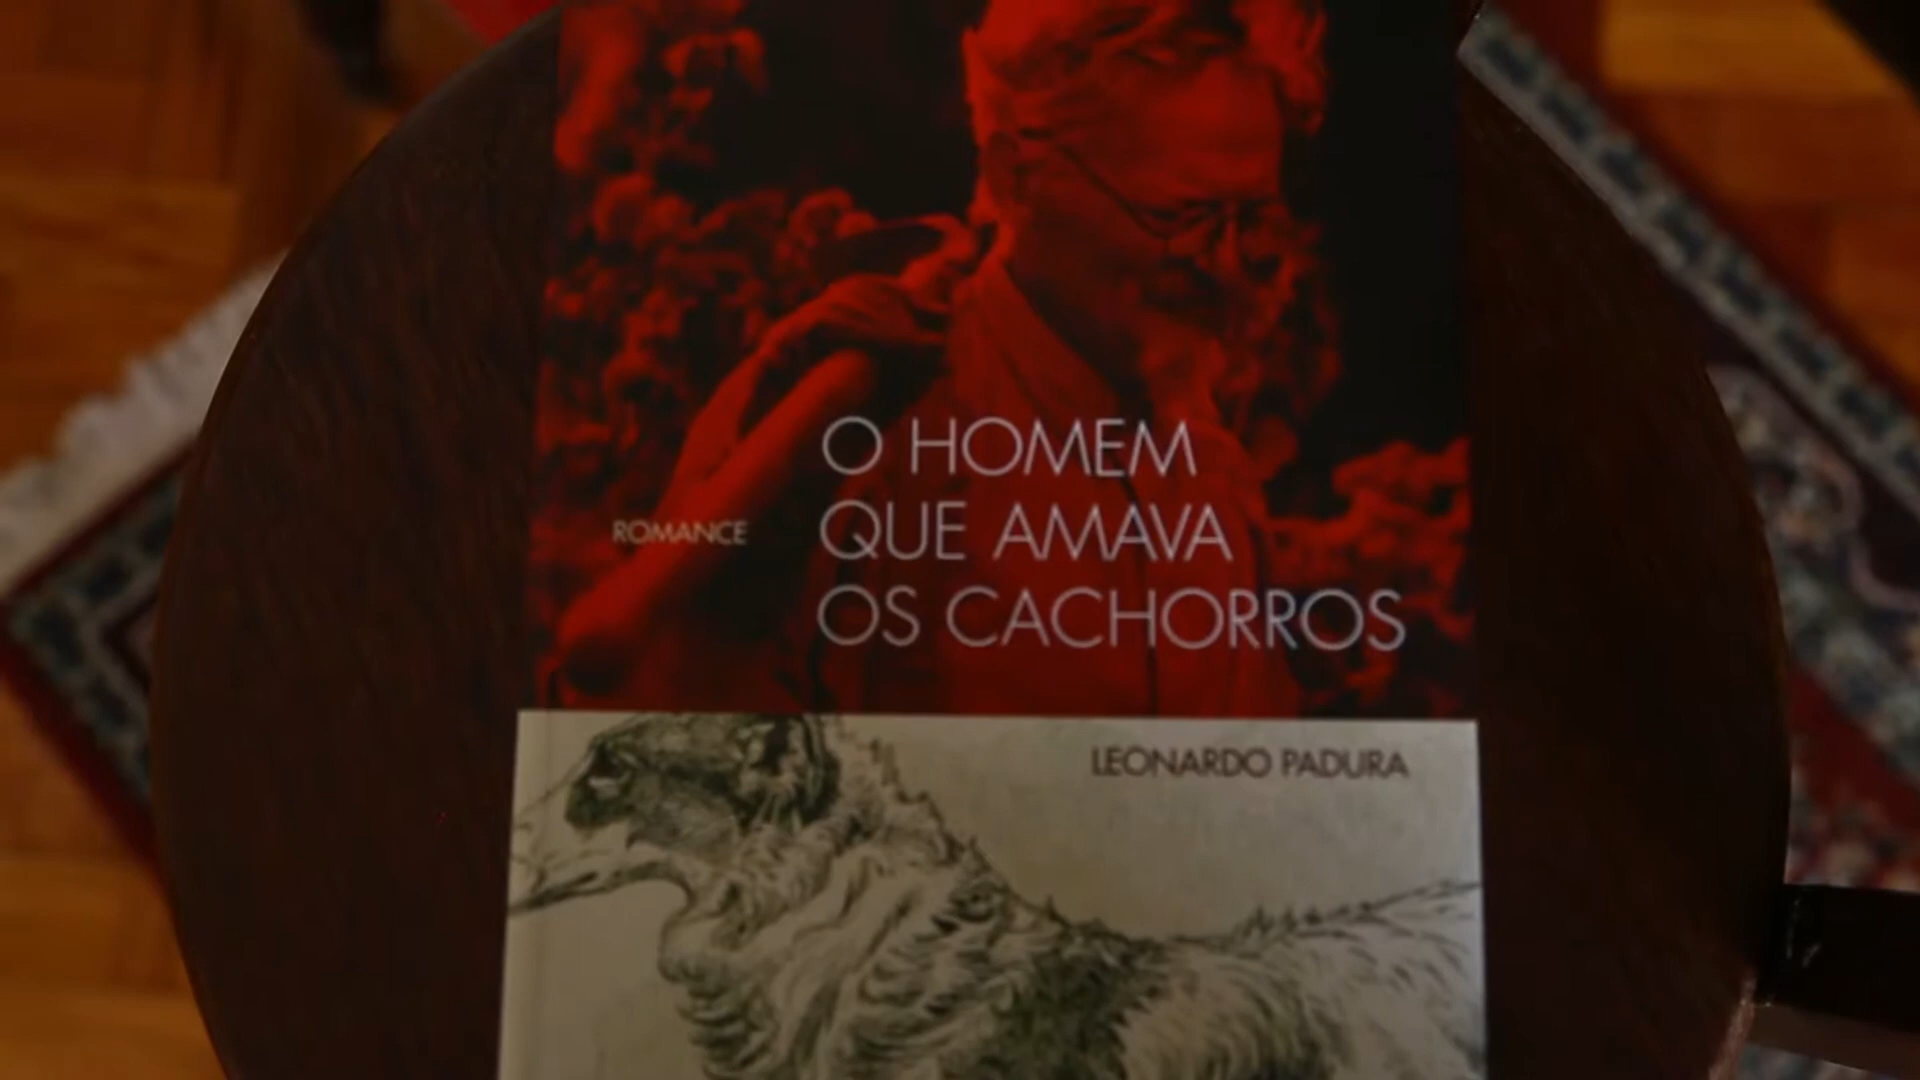 O HOMEM
QUE AMAVA
OS CACHORROS
ROMANCE
LEONARDO PADURA